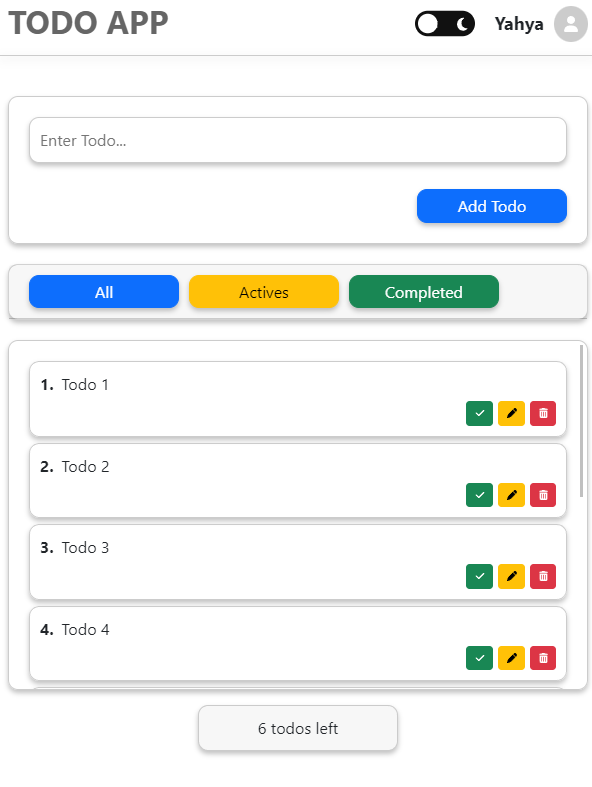 TODO APP
Yahya
Enter Todo...
Add Todo
All Actives Completed
1. Todo 1
2. Todo 2
3. Todo 3
4. Todo 4
6 todos left